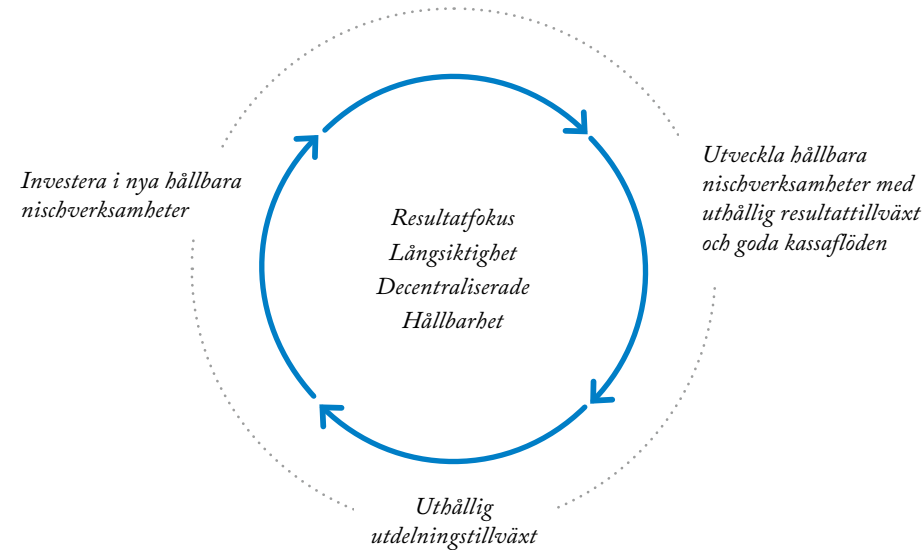 Investera i nya hållbara
nischverksamheter
Utveckla hållbara
nischverksamheter med
uthållig resultattillväxt
och goda kassaflöden
Resultatfokus
Långsiktighet
Decentraliserade
Hållbarhet
Uthållig
utdelningstillväxt